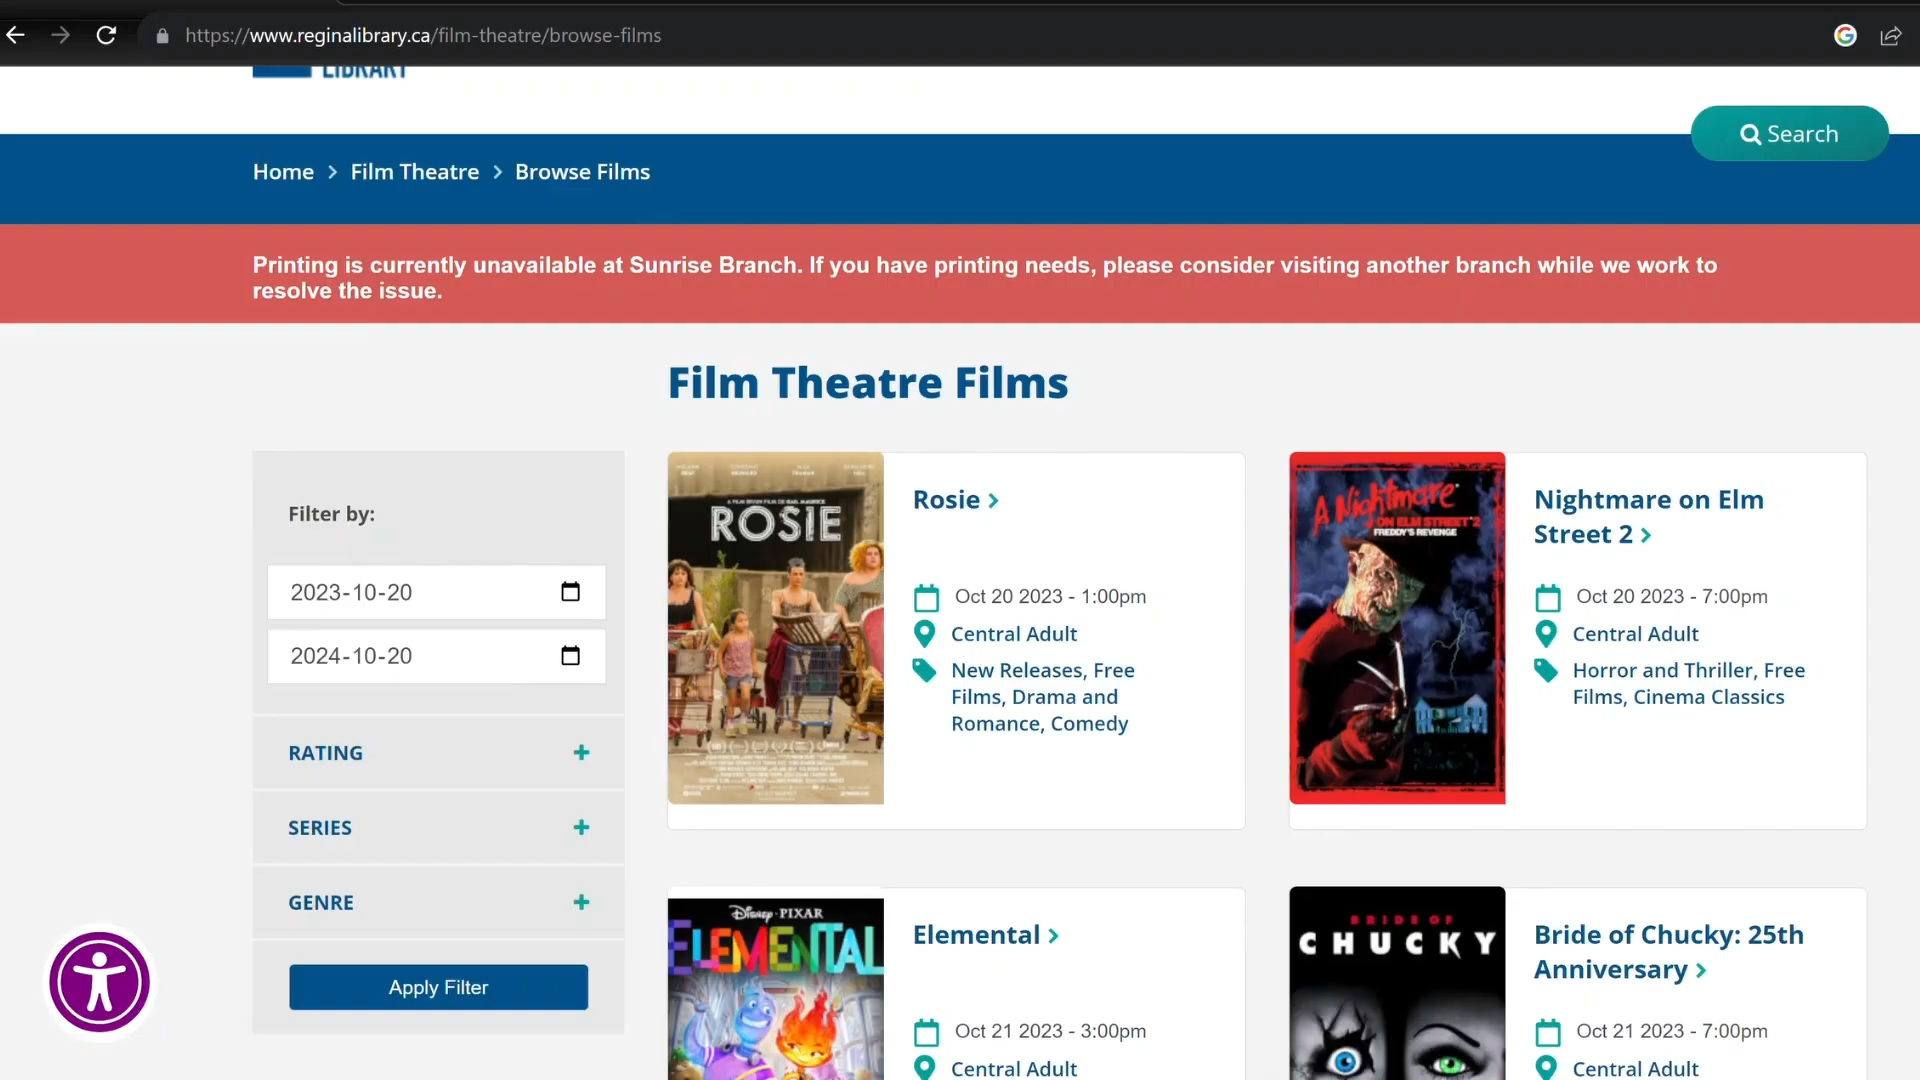 https://www.reginalibrary.ca/film-theatre/browse-films
LIBRARY
Search
Home > Film Theatre > Browse Films
Printing is currently unavailable at Sunrise Branch. If you have printing needs, please consider visiting another branch while we work to
resolve the issue.
Film Theatre Films
Filter by:
2023-10-20
2024-10-20
RATING +
SERIES +
GENRE +
Apply Filter
ROSIE
Rosie >
Oct 20 2023 - 1:00pm
Central Adult
New Releases, Free
Films, Drama and
Romance, Comedy
A Nightmare
ON ELM STREET 2
FREDDY'S REVENGE
Nightmare on Elm
Street 2 >
Oct 20 2023 - 7:00pm
Central Adult
Horror and Thriller, Free
Films, Cinema Classics
Disney·PIXAR
ELEMENTAL
Elemental >
Oct 21 2023 - 3:00pm
Central Adult
BRIDE OF
CHUCKY
Bride of Chucky: 25th
Anniversary >
Oct 21 2023 - 7:00pm
Central Adult